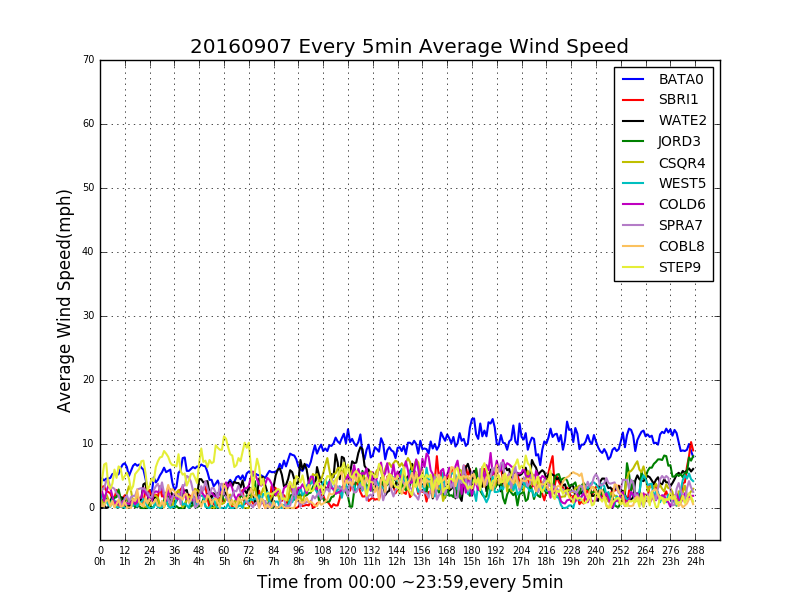 20160907 Every 5min Average Wind Speed
70
60
50
40
30
20
10
0
Average Wind Speed(mph)
BATA0
SBRI1
WATE2
JORD3
CSQR4
WEST5
COLD6
SPRA7
COBL8
STEP9
0 12 24 36 48 60 72 84 96 108 120 132 144 156 168 180 192 204 216 228 240 252 264 276 288
0h 1h 2h 3h 4h 5h 6h 7h 8h 9h 10h 11h 12h 13h 14h 15h 16h 17h 18h 19h 20h 21h 22h 23h 24h
Time from 00:00 ~23:59,every 5min